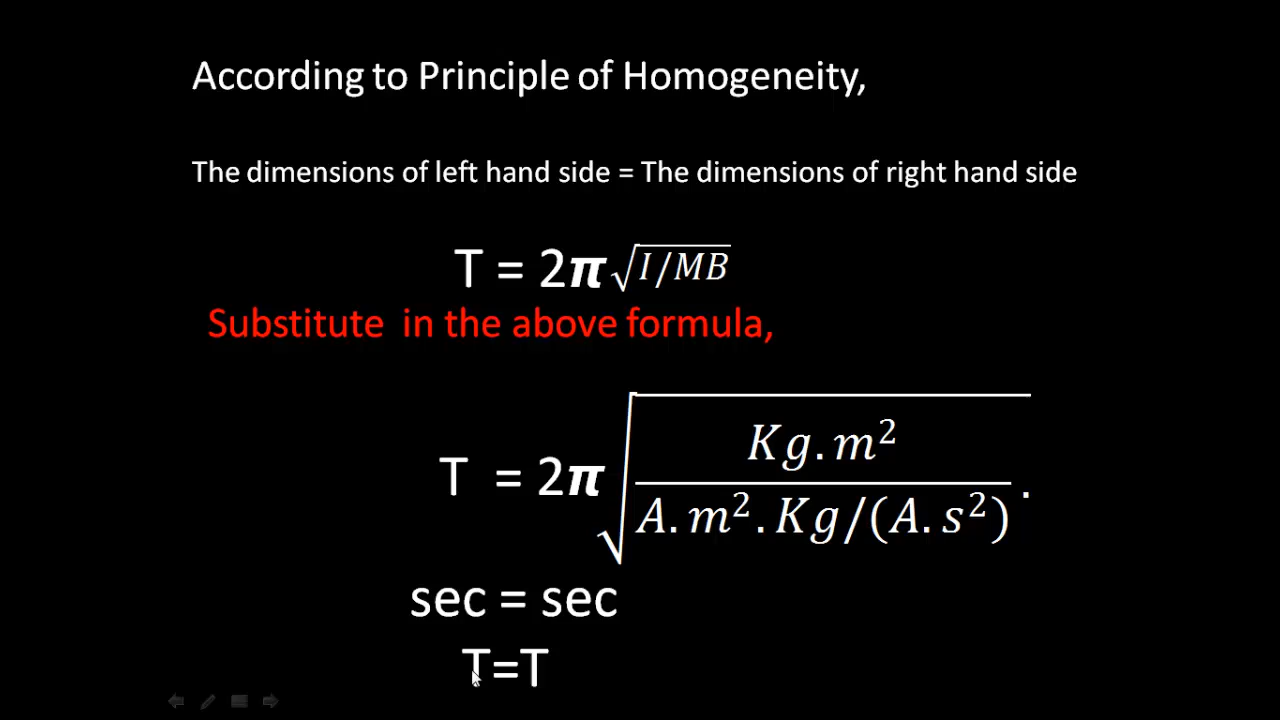 According to Principle of Homogeneity,
The dimensions of left hand side = The dimensions of right hand side
T = 2π√I/MB
Substitute in the above formula,
T = 2π√(Kg.m²)/(A.m².Kg/(A.s²)) .
sec = sec
T=T